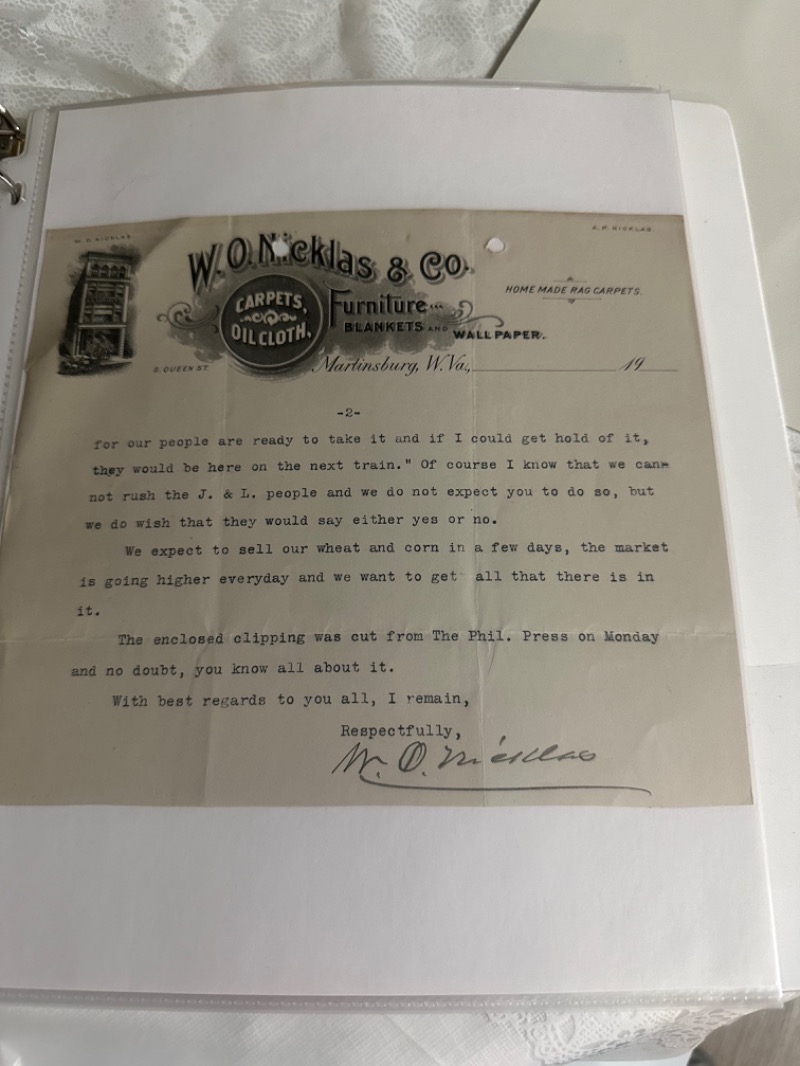 W. O. NICKLAS.
W. O. Nicklas & Co.
HOME MADE RAG CARPETS.
CARPETS,
OIL CLOTH,
Furniture
BLANKETS AND WALL PAPER.
S. QUEEN ST
Martinsburg, W. Va., 19
-2-
for our people are ready to take it and if I could get hold of it,
they would be here on the next train." Of course I know that we can-
not rush the J. & L. people and we do not expect you to do so, but
we do wish that they would say either yes or no.
We expect to sell our wheat and corn in a few days, the market
is going higher everyday and we want to get all that there is in
it.
The enclosed clipping was cut from The Phil. Press on Monday
and no doubt, you know all about it.
With best regards to you all, I remain,
Respectfully,
W. O. Nicklas